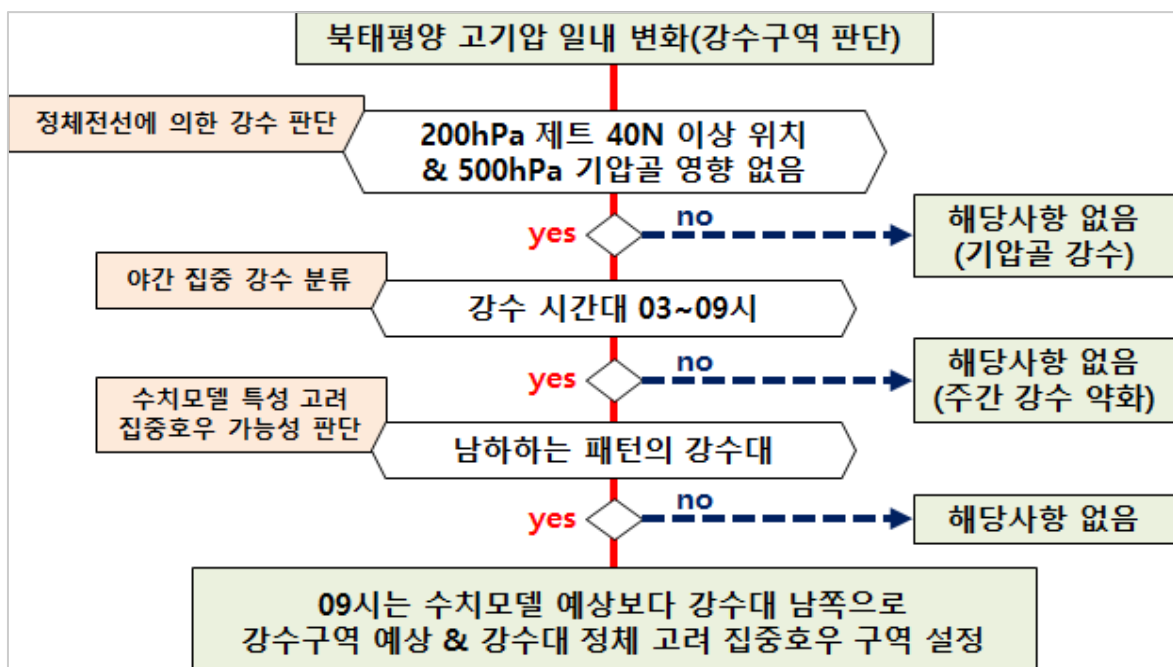 북태평양 고기압 일내 변화(강수구역 판단)
정체전선에 의한 강수 판단
200hPa 제트 40N 이상 위치
& 500hPa 기압골 영향 없음
yes
no
해당사항 없음
(기압골 강수)
야간 집중 강수 분류
강수 시간대 03~09시
yes
no
해당사항 없음
(주간 강수 약화)
수치모델 특성 고려
집중호우 가능성 판단
남하하는 패턴의 강수대
yes
no
해당사항 없음
09시는 수치모델 예상보다 강수대 남쪽으로
강수구역 예상 & 강수대 정체 고려 집중호우 구역 설정